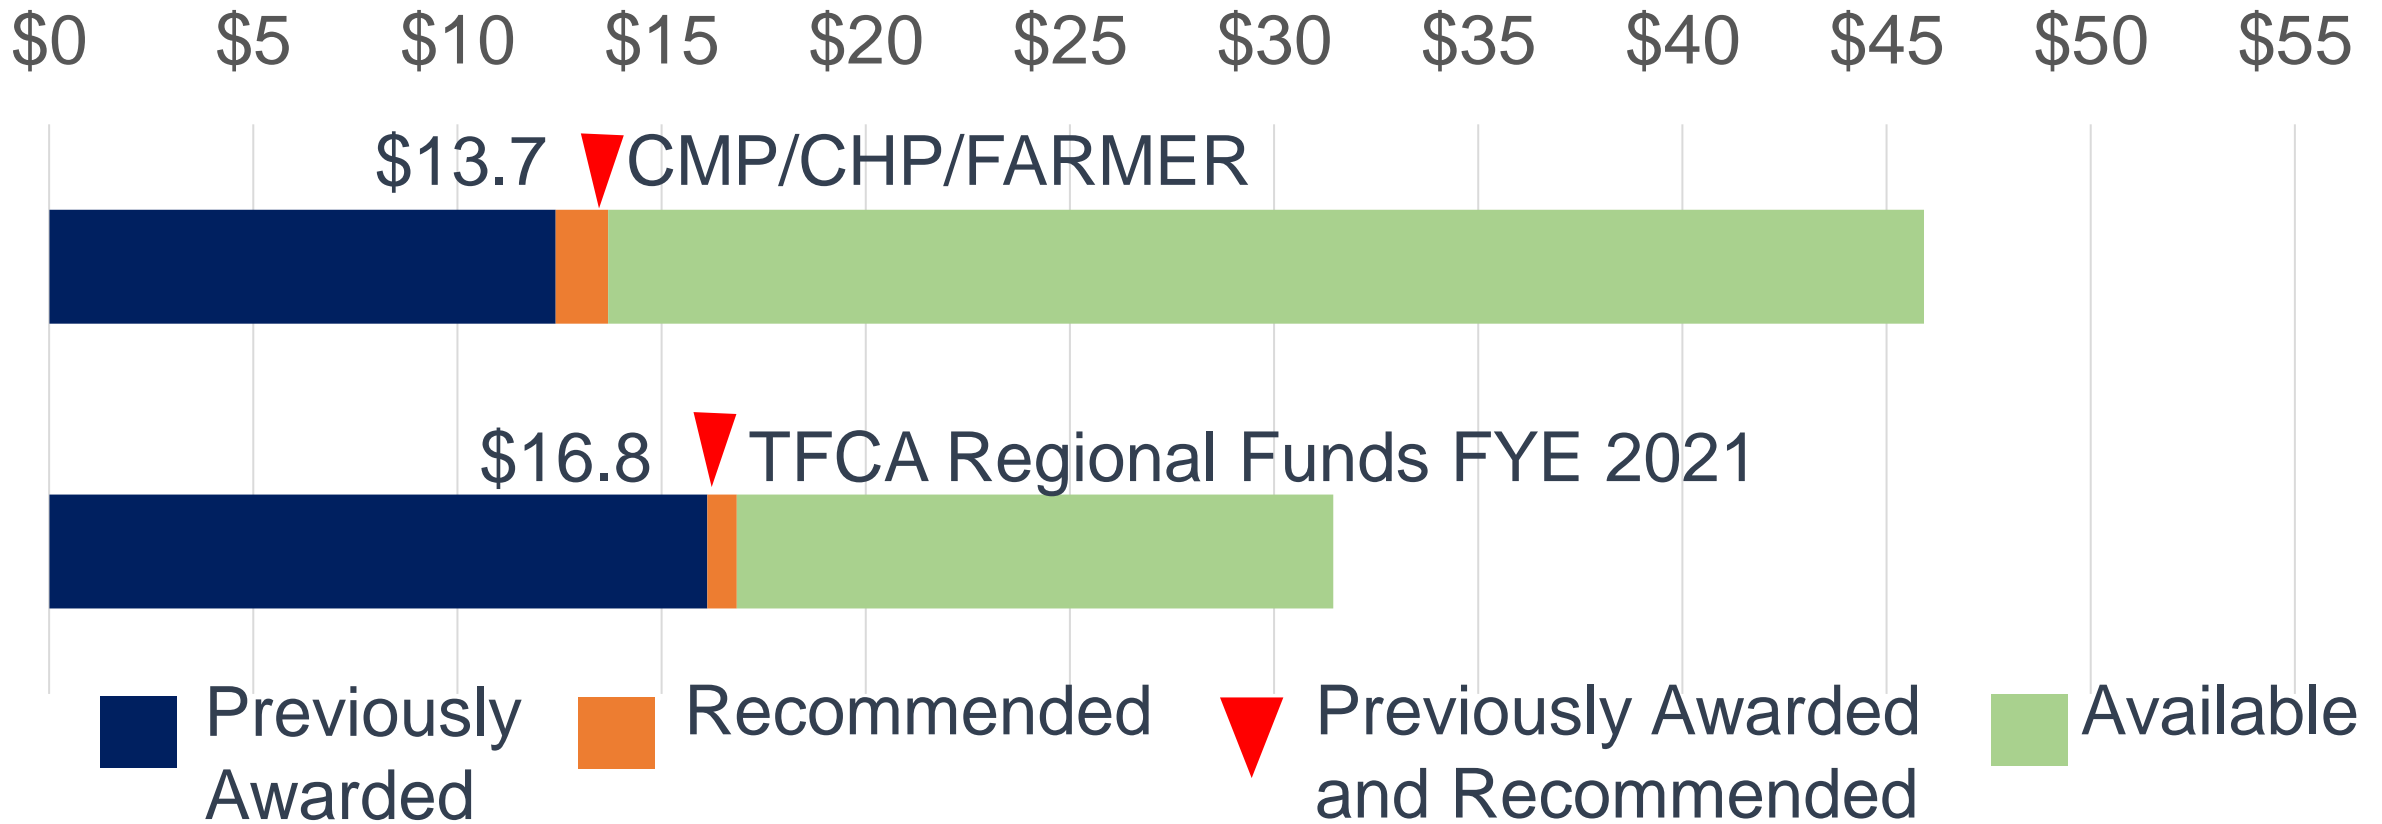 $0 $5 $10 $15 $20 $25 $30 $35 $40 $45 $50 $55
$13.7 CMP/CHP/FARMER
$16.8 TFCA Regional Funds FYE 2021
Previously Awarded
Recommended
Previously Awarded and Recommended
Available